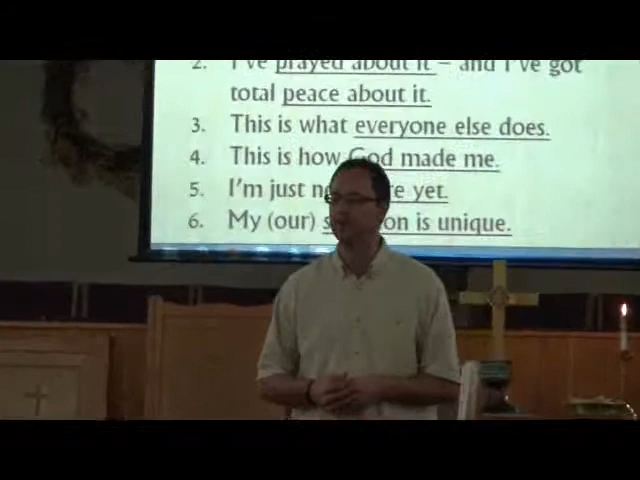 2. I've prayed about it – and I've got
total peace about it.
3. This is what everyone else does.
4. This is how God made me.
5. I'm just yet.
6. My (our) is unique.